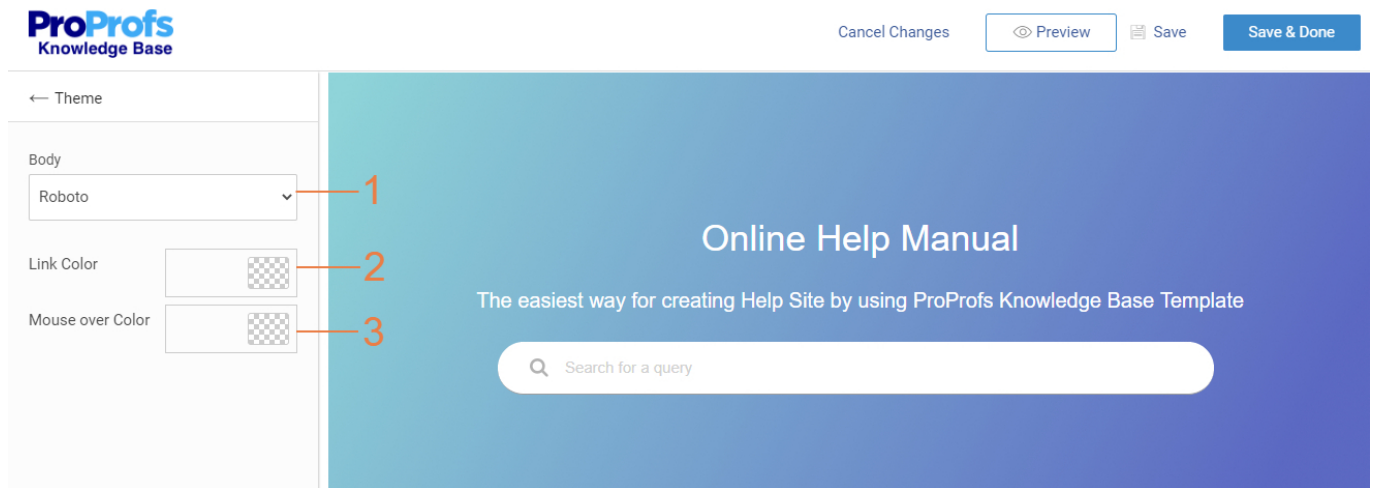 ProProfs
Knowledge Base
Cancel Changes
Preview
Save
Save & Done
← Theme
Body
Roboto
1
Link Color
2
Mouse over Color
3
Online Help Manual
The easiest way for creating Help Site by using ProProfs Knowledge Base Template
Search for a query